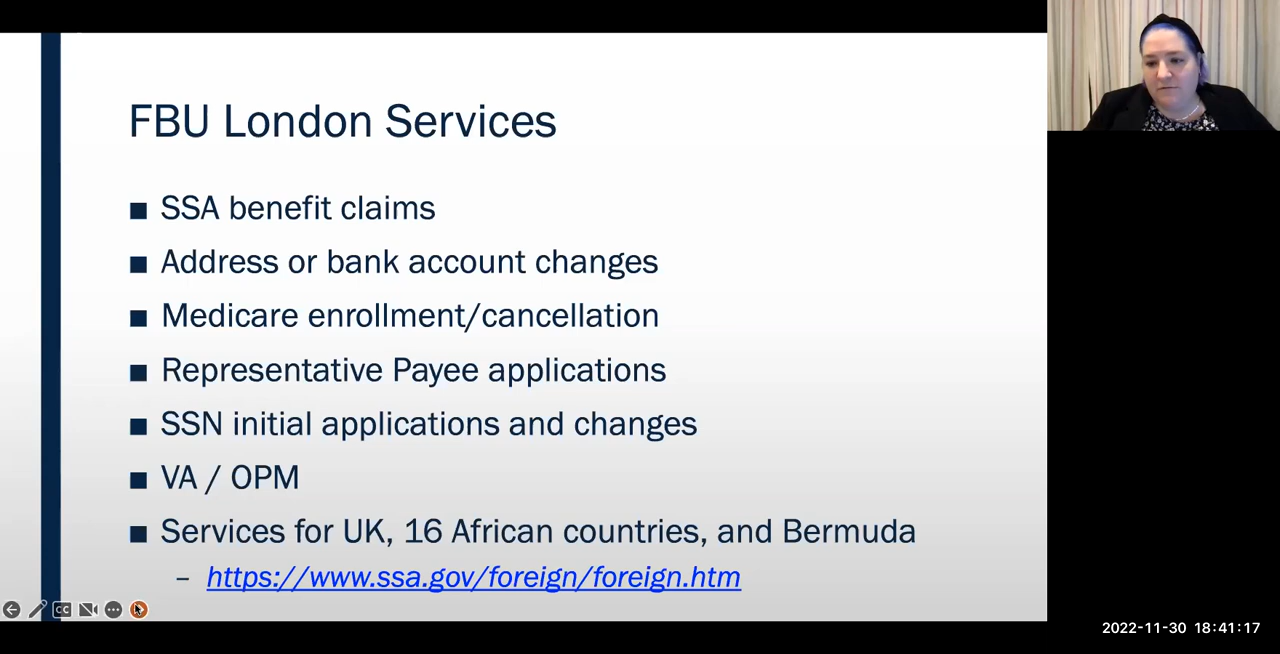 FBU London Services
■ SSA benefit claims
■ Address or bank account changes
■ Medicare enrollment/cancellation
■ Representative Payee applications
■ SSN initial applications and changes
■ VA / OPM
■ Services for UK, 16 African countries, and Bermuda
– https://www.ssa.gov/foreign/foreign.htm
CC
2022-11-30 18:41:17